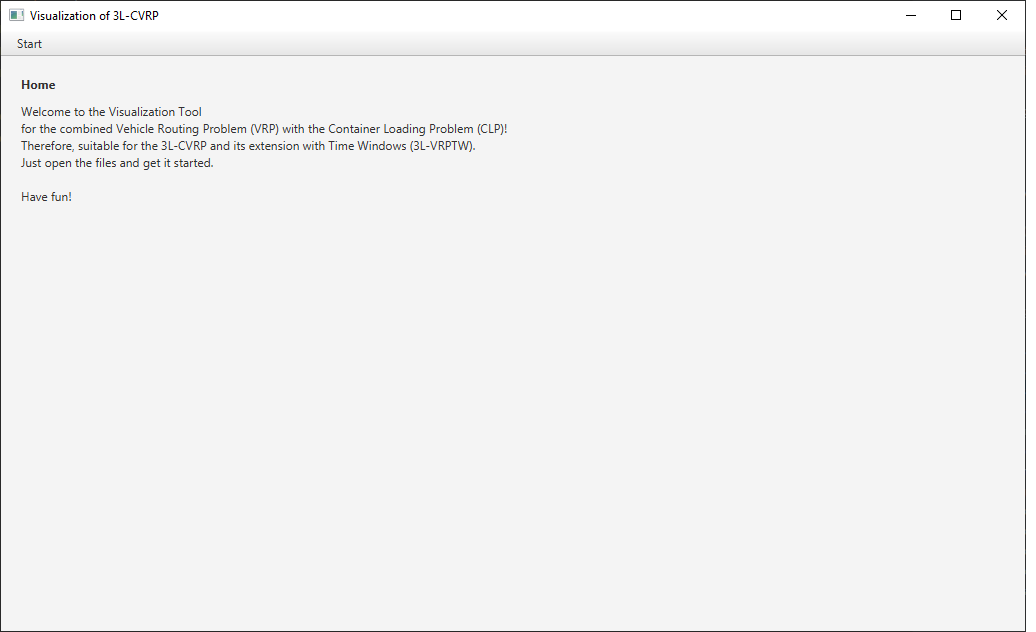 Visualization of 3L-CVRP
Start
Home
Welcome to the Visualization Tool
for the combined Vehicle Routing Problem (VRP) with the Container Loading Problem (CLP)!
Therefore, suitable for the 3L-CVRP and its extension with Time Windows (3L-VRPTW).
Just open the files and get it started.
Have fun!